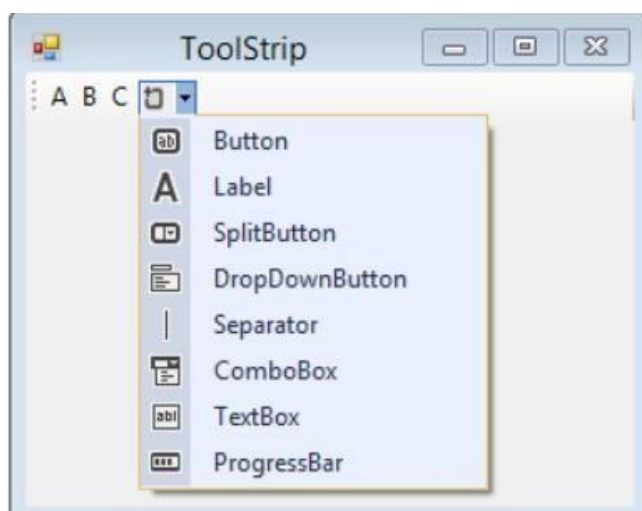 ToolStrip
A B C
Button
A Label
SplitButton
DropDownButton
Separator
ComboBox
TextBox
ProgressBar